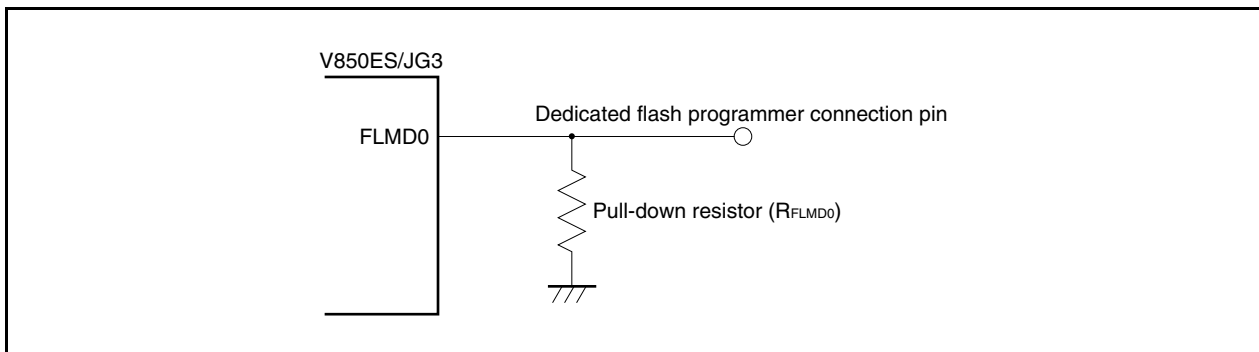 V850ES/JG3
Dedicated flash programmer connection pin
FLMD0
Pull-down resistor (RFLMD0)